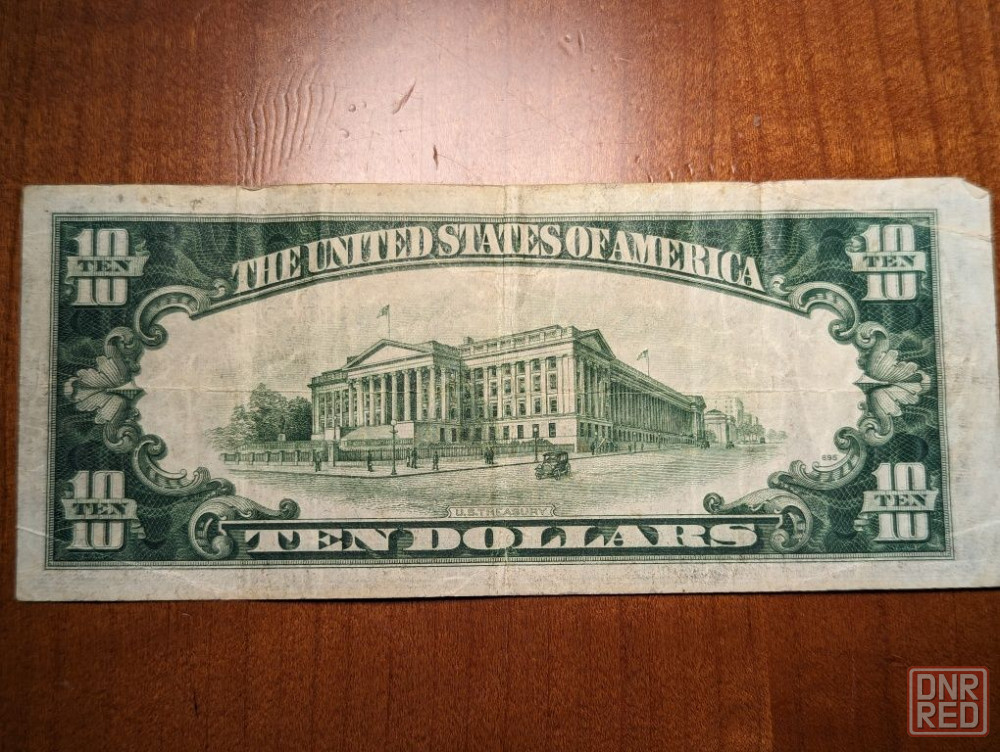 THE UNITED STATES OF AMERICA
10
TEN
10
10
TEN
10
U.S. TREASURY
695
10
TEN
10
10
TEN
10
TEN DOLLARS
DNR
RED